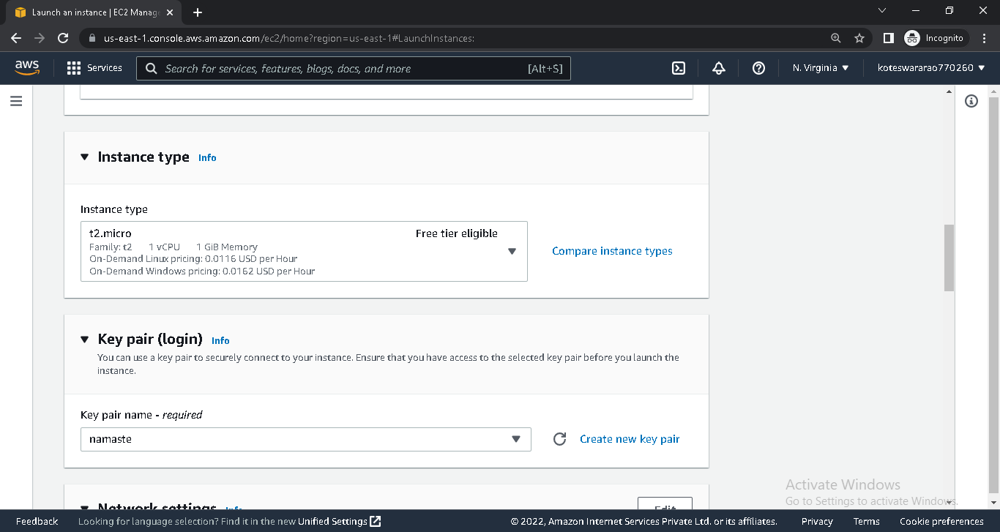 Launch an instance | EC2 Manag
us-east-1.console.aws.amazon.com/ec2/home?region=us-east-1#LaunchInstances:
Incognito
aws
Services
Search for services, features, blogs, docs, and more
[Alt+S]
N. Virginia
koteswararao770260
Instance type Info
Instance type
t2.micro
Free tier eligible
Family: t2 1 vCPU 1 GiB Memory
On-Demand Linux pricing: 0.0116 USD per Hour
On-Demand Windows pricing: 0.0162 USD per Hour
Compare instance types
Key pair (login) Info
You can use a key pair to securely connect to your instance. Ensure that you have access to the selected key pair before you launch the
instance.
Key pair name - required
namaste
Create new key pair
Network settings Info
Edit
Activate Windows
Go to Settings to activate Windows.
Feedback
Looking for language selection? Find it in the new Unified Settings
© 2022, Amazon Internet Services Private Ltd. or its affiliates.
Privacy
Terms
Cookie preferences